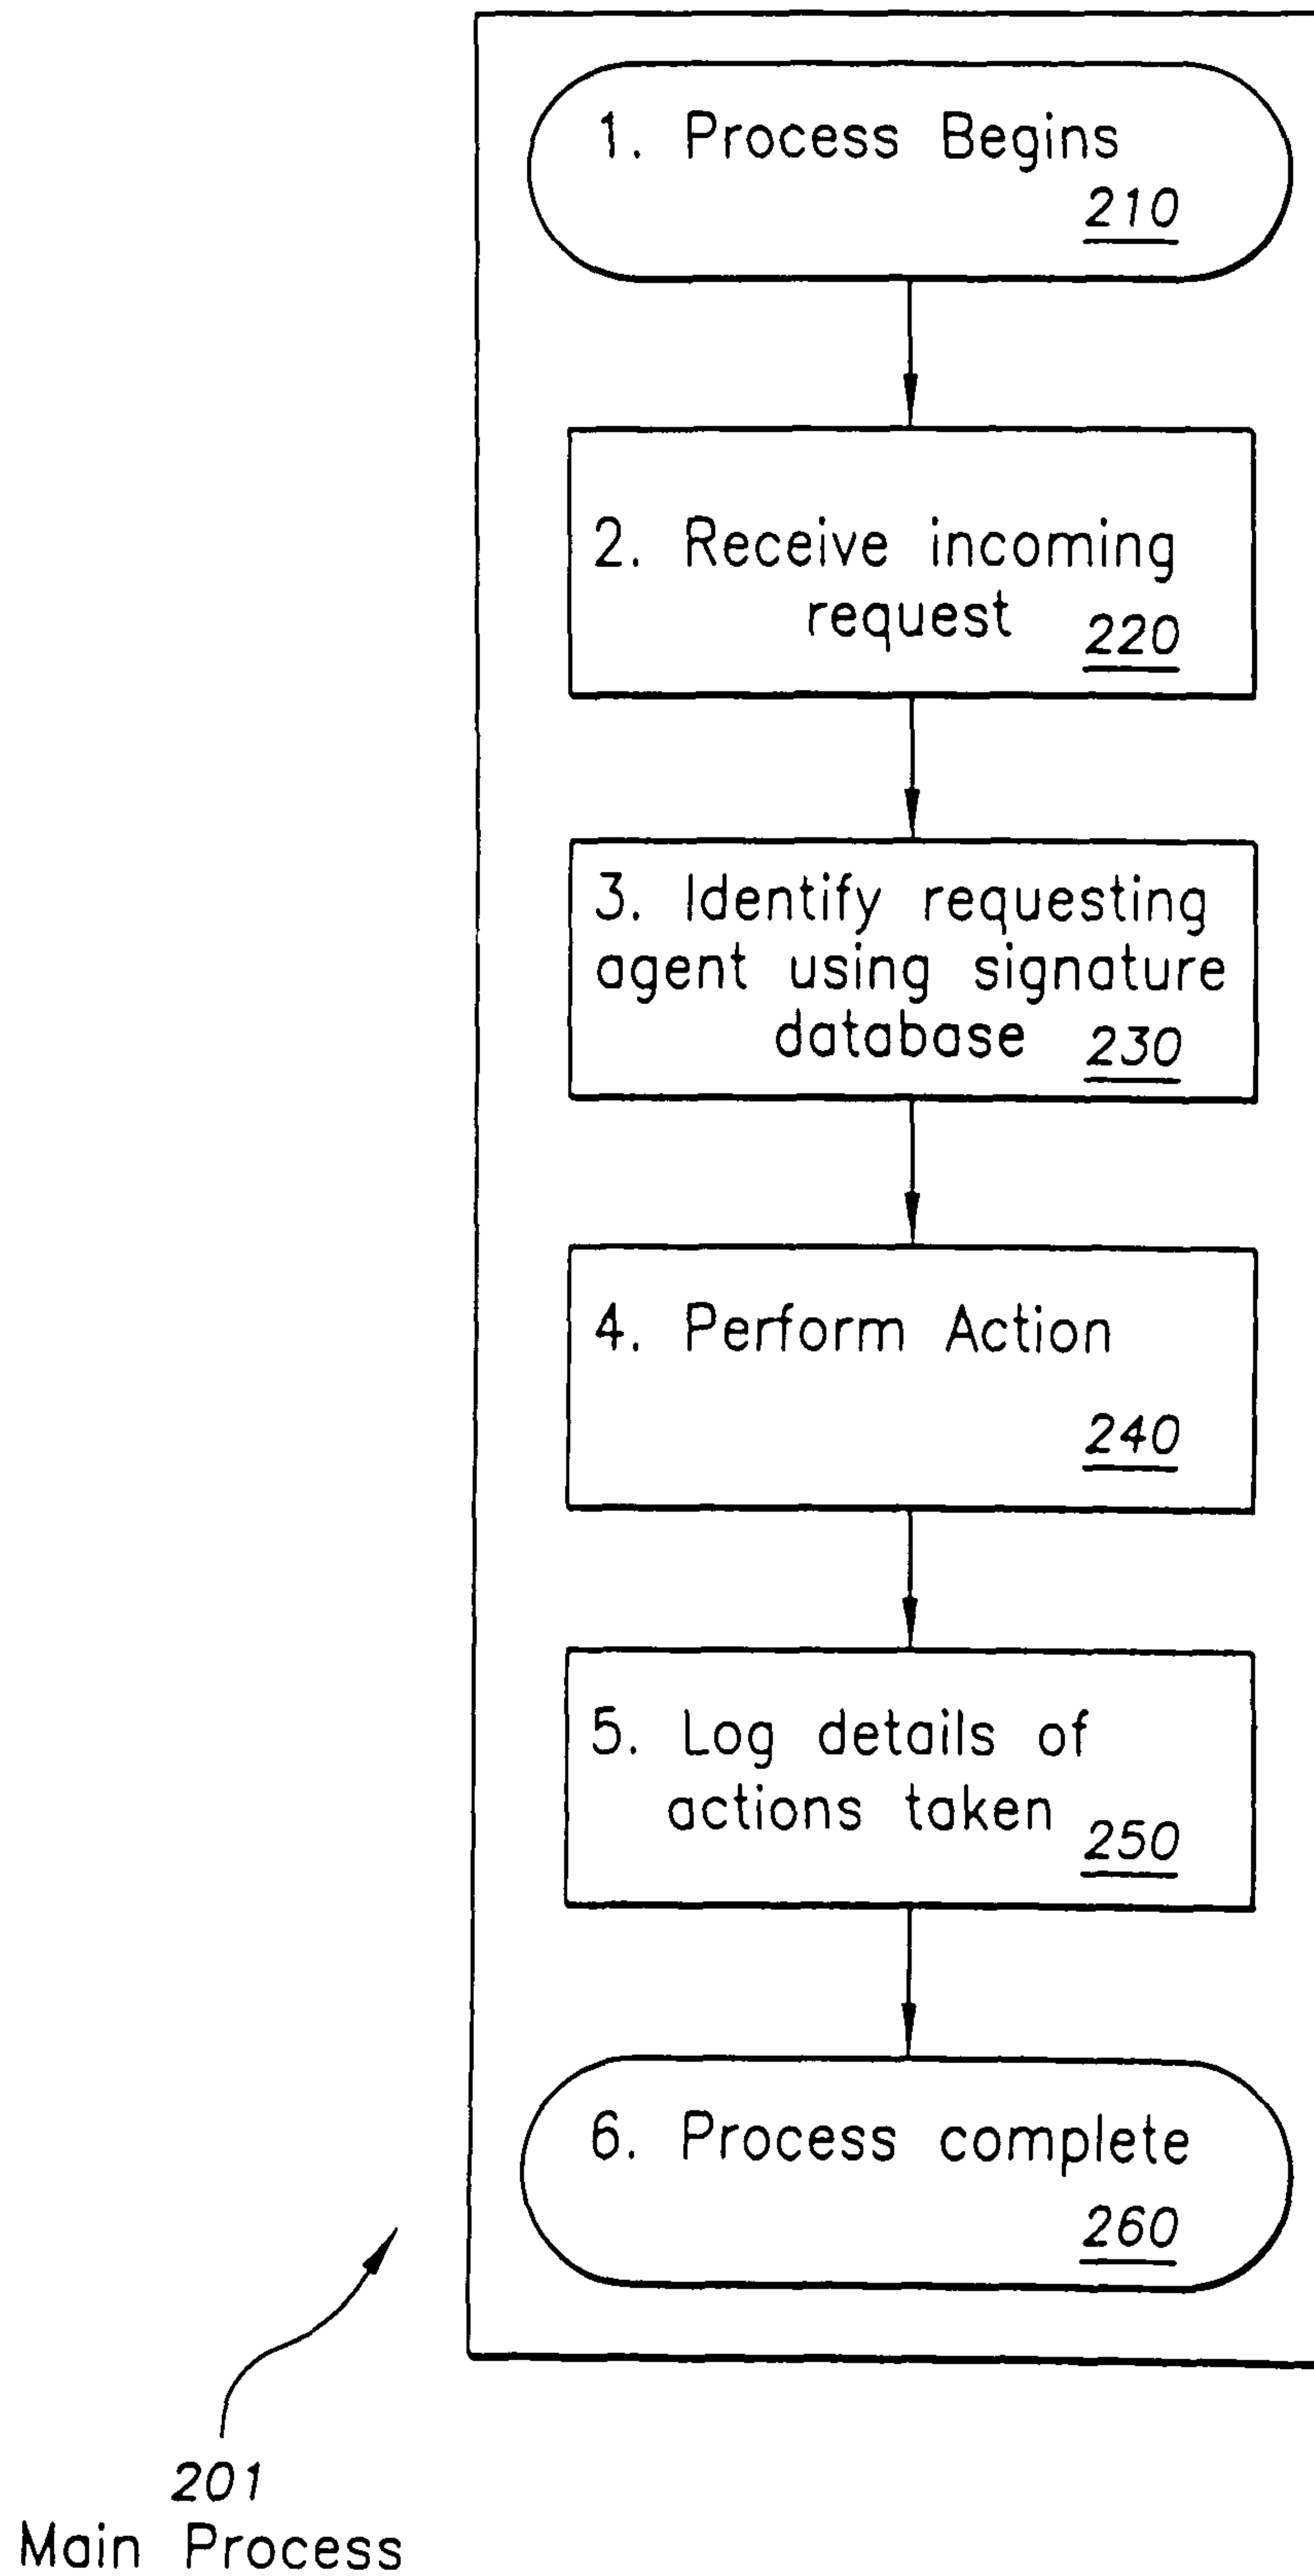 1. Process Begins
210
2. Receive incoming
request 220
3. Identify requesting
agent using signature
database 230
4. Perform Action
240
5. Log details of
actions taken 250
6. Process complete
260
201
Main Process